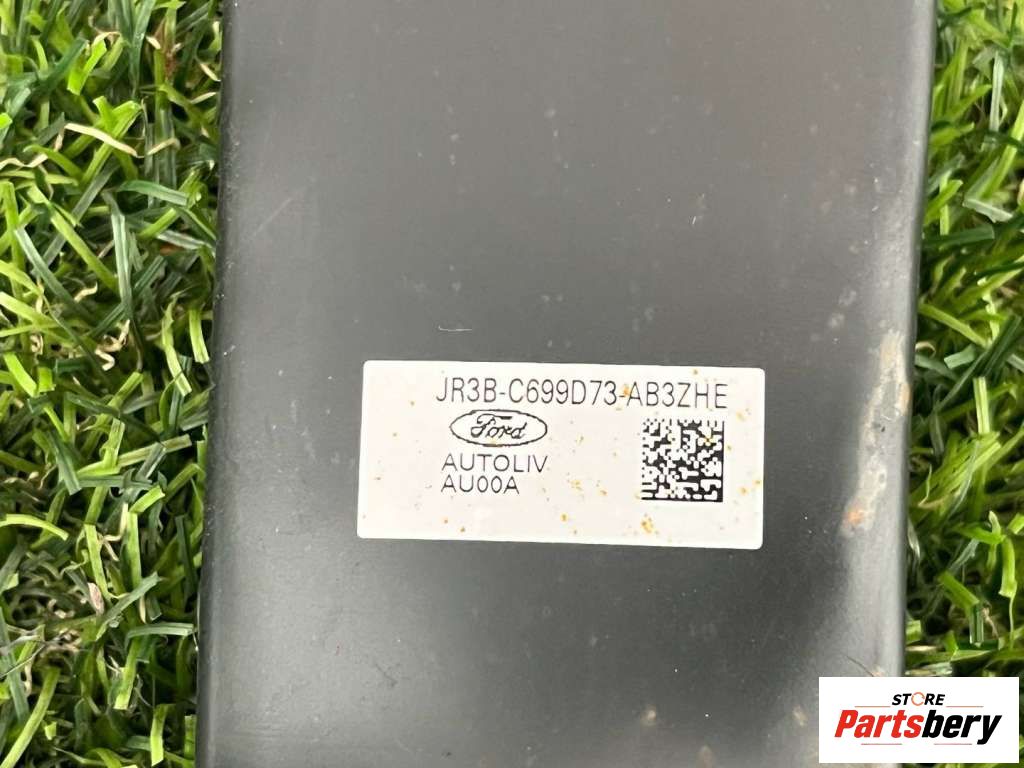 JR3B-C699D73-AB3ZHE
Ford
AUTOLIV
AU00A
STORE
Partsbery